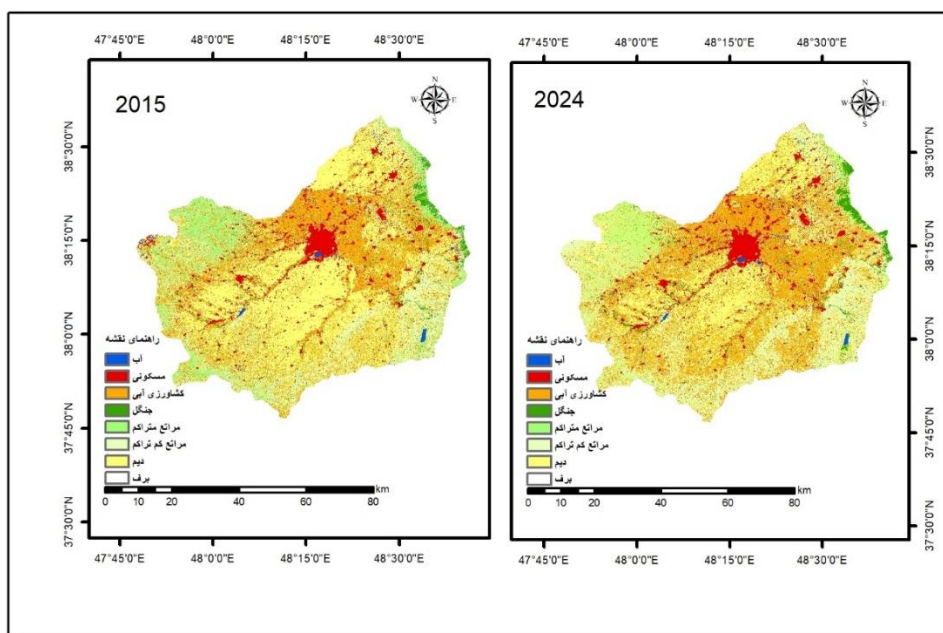 47°45'0"E 48°0'0"E 48°15'0"E 48°30'0"E
2015
N
W E
S
38°30'0"N
38°15'0"N
38°0'0"N
37°45'0"N
37°30'0"N
راهنمای نقشه
آب
مسکونی
کشاورزی آبی
جنگل
مراتع متراکم
مراتع کم تراکم
دیم
برف
km
0 10 20 40 60 80
47°45'0"E 48°0'0"E 48°15'0"E 48°30'0"E
47°45'0"E 48°0'0"E 48°15'0"E 48°30'0"E
2024
N
W E
S
38°30'0"N
38°15'0"N
38°0'0"N
37°45'0"N
37°30'0"N
راهنمای نقشه
آب
مسکونی
کشاورزی آبی
جنگل
مراتع متراکم
مراتع کم تراکم
دیم
برف
km
0 10 20 40 60 80
47°45'0"E 48°0'0"E 48°15'0"E 48°30'0"E